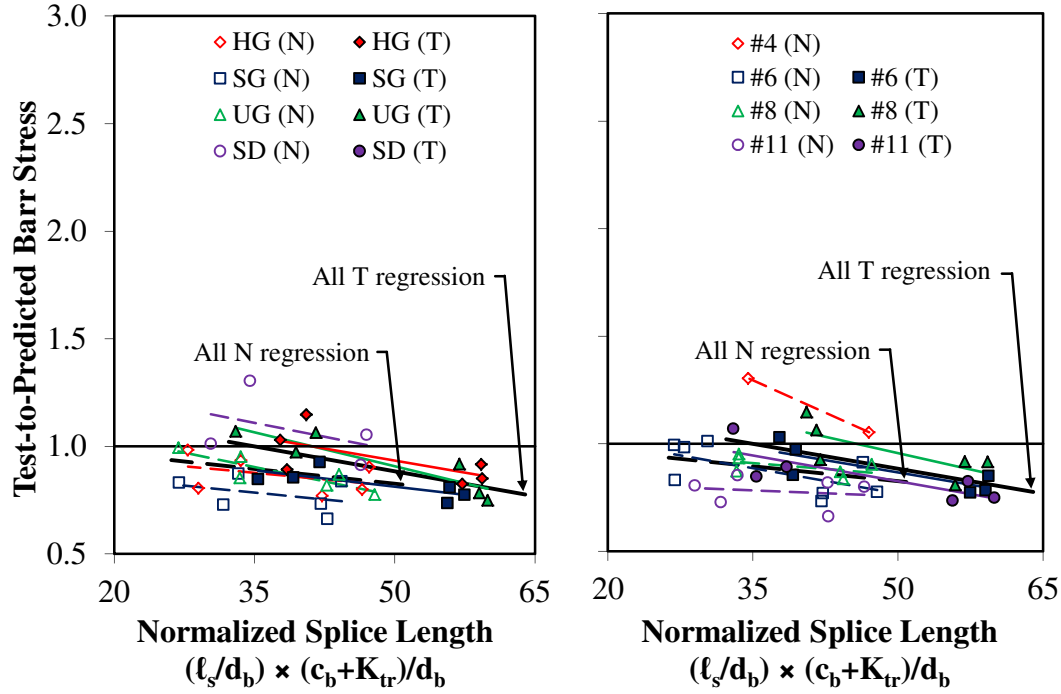 Test-to-Predicted Barr Stress
3.0
2.5
2.0
1.5
1.0
0.5
HG (N) HG (T)
SG (N) SG (T)
UG (N) UG (T)
SD (N) SD (T)
All T regression
All N regression
20 35 50 65
Normalized Splice Length
(ℓs/db) × (cb+Ktr)/db
#4 (N)
#6 (N) #6 (T)
#8 (N) #8 (T)
#11 (N) #11 (T)
All T regression
All N regression
20 35 50 65
Normalized Splice Length
(ℓs/db) × (cb+Ktr)/db